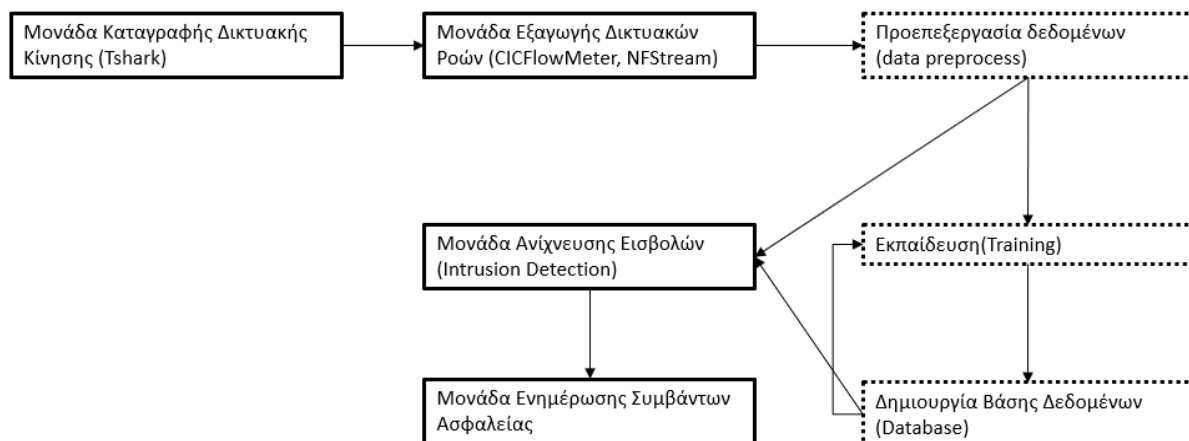 Μονάδα Καταγραφής Δικτυακής
Κίνησης (Tshark)
Μονάδα Εξαγωγής Δικτυακών
Ροών (CICFlowMeter, NFStream)
Προεπεξεργασία δεδομένων
(data preprocess)
Μονάδα Ανίχνευσης Εισβολών
(Intrusion Detection)
Εκπαίδευση(Training)
Μονάδα Ενημέρωσης Συμβάντων
Ασφαλείας
Δημιουργία Βάσης Δεδομένων
(Database)